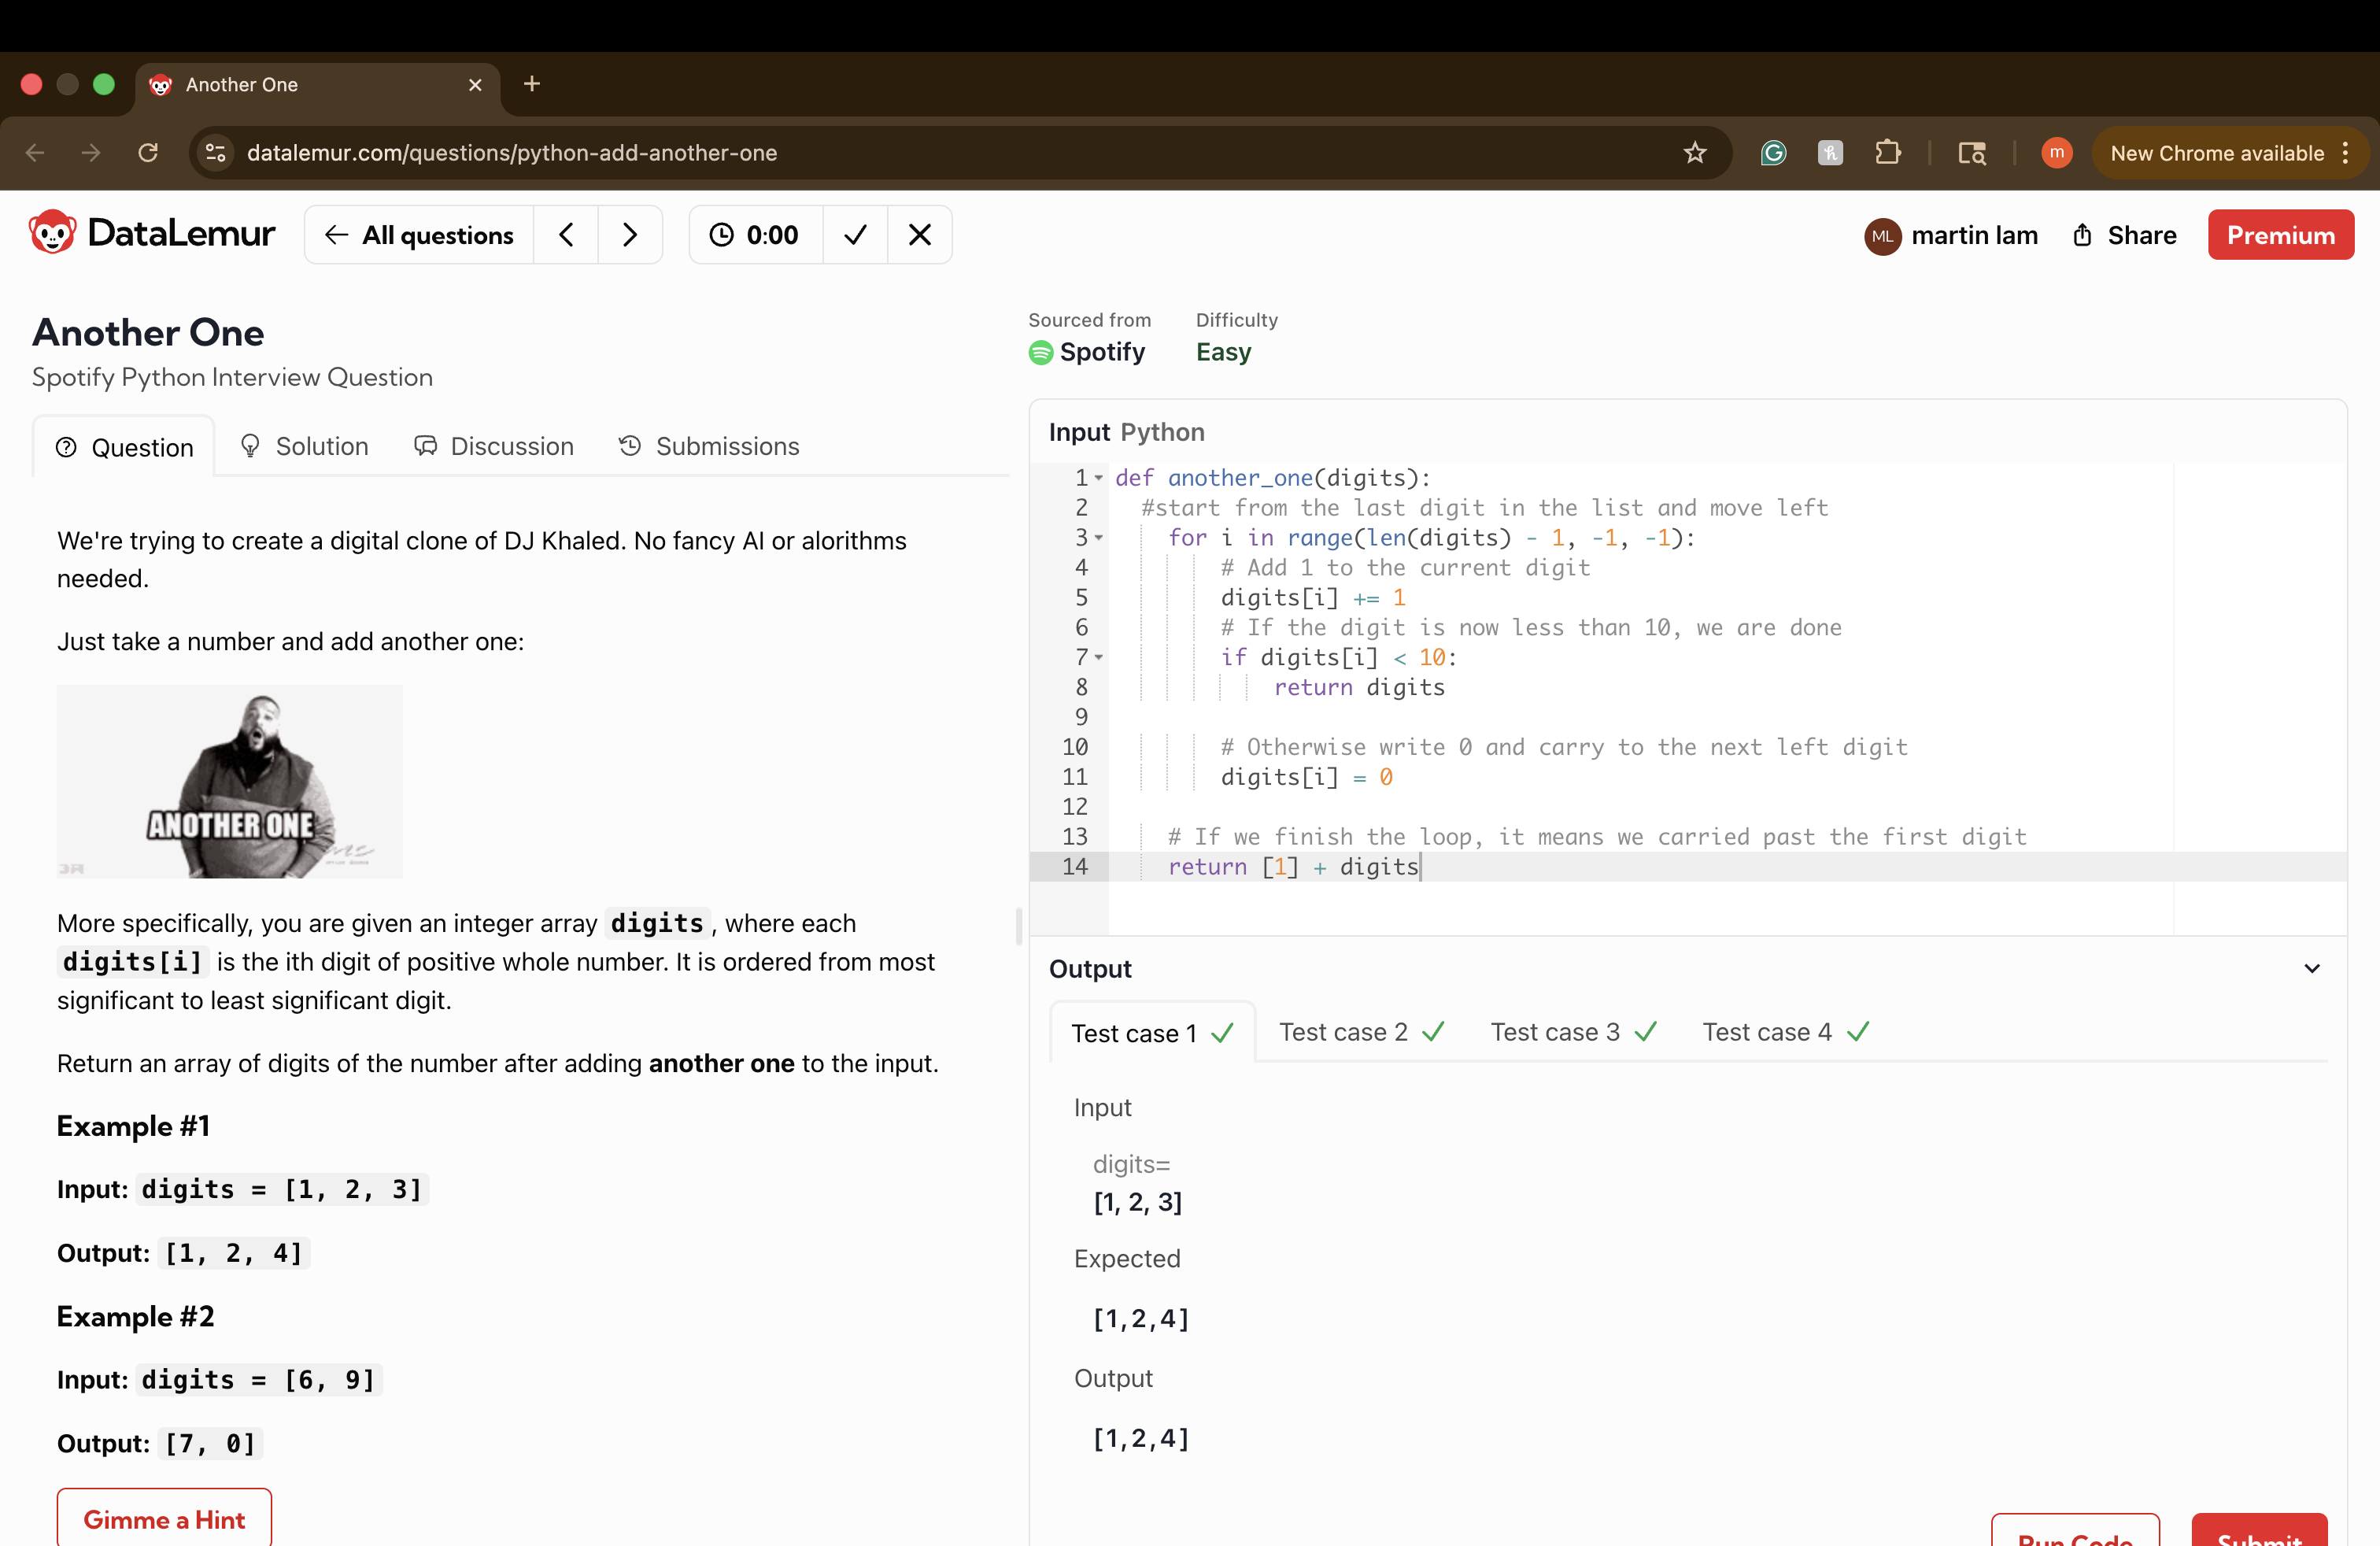 Another One
datalemur.com/questions/python-add-another-one
m
New Chrome available
DataLemur
All questions
0:00
ML
martin lam
Share
Premium
Another One
Spotify Python Interview Question
Question
Solution
Discussion
Submissions
We're trying to create a digital clone of DJ Khaled. No fancy AI or alorithms
needed.
Just take a number and add another one:
ANOTHER ONE
More specifically, you are given an integer array digits, where each
digits[i] is the ith digit of positive whole number. It is ordered from most
significant to least significant digit.
Return an array of digits of the number after adding another one to the input.
Example #1
Input: digits = [1, 2, 3]
Output: [1, 2, 4]
Example #2
Input: digits = [6, 9]
Output: [7, 0]
Gimme a Hint
Sourced from
Spotify
Difficulty
Easy
Input Python
1 def another_one(digits):
2 #start from the last digit in the list and move left
3 for i in range(len(digits) - 1, -1, -1):
4 # Add 1 to the current digit
5 digits[i] += 1
6 # If the digit is now less than 10, we are done
7 if digits[i] < 10:
8 return digits
9
10 # Otherwise write 0 and carry to the next left digit
11 digits[i] = 0
12
13 # If we finish the loop, it means we carried past the first digit
14 return [1] + digits
Output
Test case 1
Test case 2
Test case 3
Test case 4
Input
digits=
[1, 2, 3]
Expected
[1,2,4]
Output
[1,2,4]
Run Code
Submit